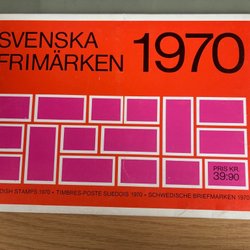 SVENSKA
FRIMÄRKEN 1970
PRIS KR
39:90
DISH STAMPS 1970 • TIMBRES-POSTE SUEDOIS 1970 • SCHWEDISCHE BRIEFMARKEN 1970